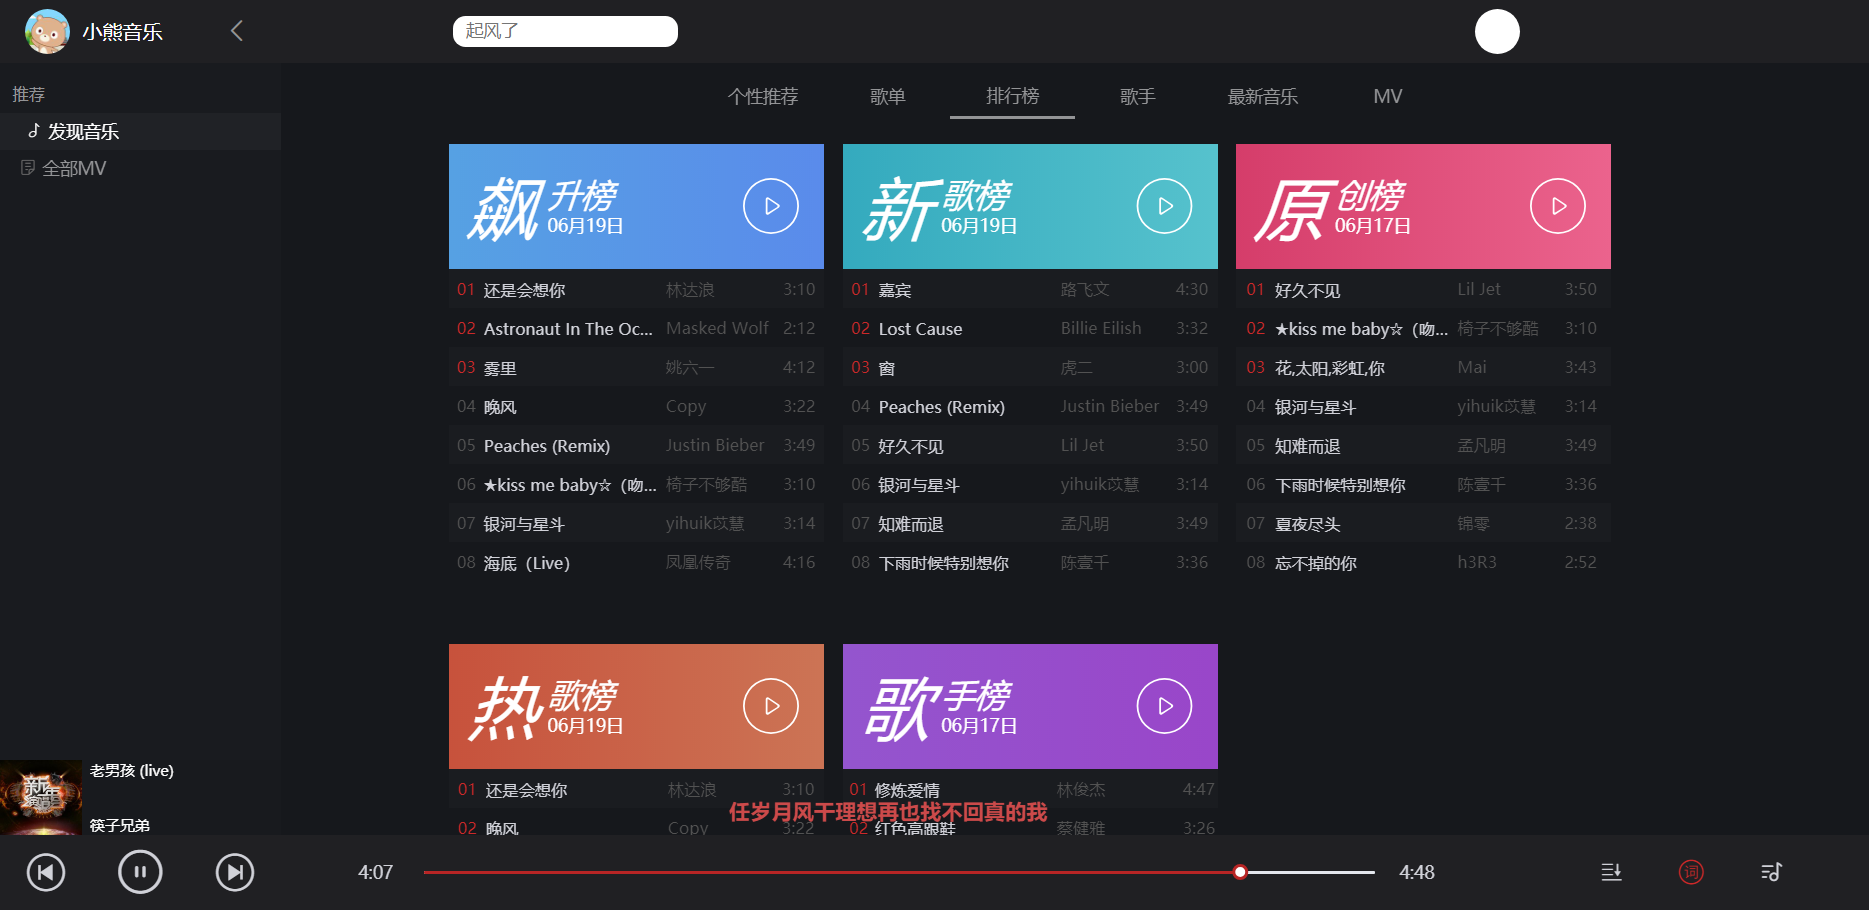 小熊音乐
起风了
推荐
发现音乐
全部MV
个性推荐 歌单 排行榜 歌手 最新音乐 MV
飙升榜
06月19日
01 还是会想你 林达浪 3:10
02 Astronaut In The Oc... Masked Wolf 2:12
03 雾里 姚六一 4:12
04 晚风 Copy 3:22
05 Peaches (Remix) Justin Bieber 3:49
06 ★kiss me baby☆（吻... 椅子不够酷 3:10
07 银河与星斗 yihuik苡慧 3:14
08 海底（Live） 凤凰传奇 4:16
新歌榜
06月19日
01 嘉宾 路飞文 4:30
02 Lost Cause Billie Eilish 3:32
03 窗 虎二 3:00
04 Peaches (Remix) Justin Bieber 3:49
05 好久不见 Lil Jet 3:50
06 银河与星斗 yihuik苡慧 3:14
07 知难而退 孟凡明 3:49
08 下雨时候特别想你 陈壹千 3:36
原创榜
06月17日
01 好久不见 Lil Jet 3:50
02 ★kiss me baby☆（吻... 椅子不够酷 3:10
03 花,太阳,彩虹,你 Mai 3:43
04 银河与星斗 yihuik苡慧 3:14
05 知难而退 孟凡明 3:49
06 下雨时候特别想你 陈壹千 3:36
07 夏夜尽头 锦零 2:38
08 忘不掉的你 h3R3 2:52
热歌榜
06月19日
01 还是会想你 林达浪 3:10
02 晚风 Copy 3:22
歌手榜
06月17日
01 修炼爱情 林俊杰 4:47
02 红色高跟鞋 蔡健雅 3:26
任岁月风干理想再也找不回真的我
老男孩 (live)
筷子兄弟
4:07
4:48
词